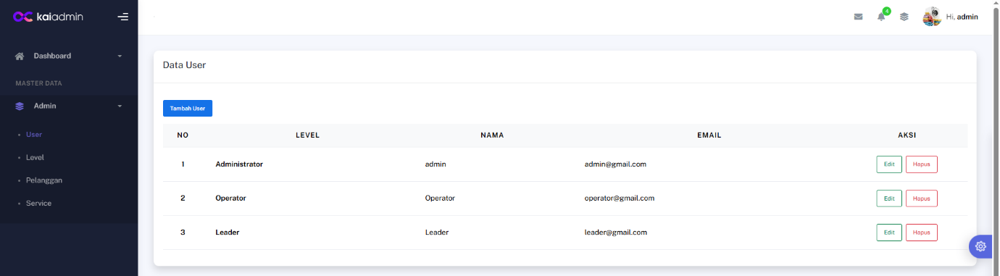 kaiadmin
4
Hi, admin
Dashboard
Data User
MASTER DATA
Admin
Tambah User
User
NO LEVEL NAMA EMAIL AKSI
Level
1 Administrator admin admin@gmail.com Edit Hapus
Pelanggan
2 Operator Operator operator@gmail.com Edit Hapus
Service
3 Leader Leader leader@gmail.com Edit Hapus